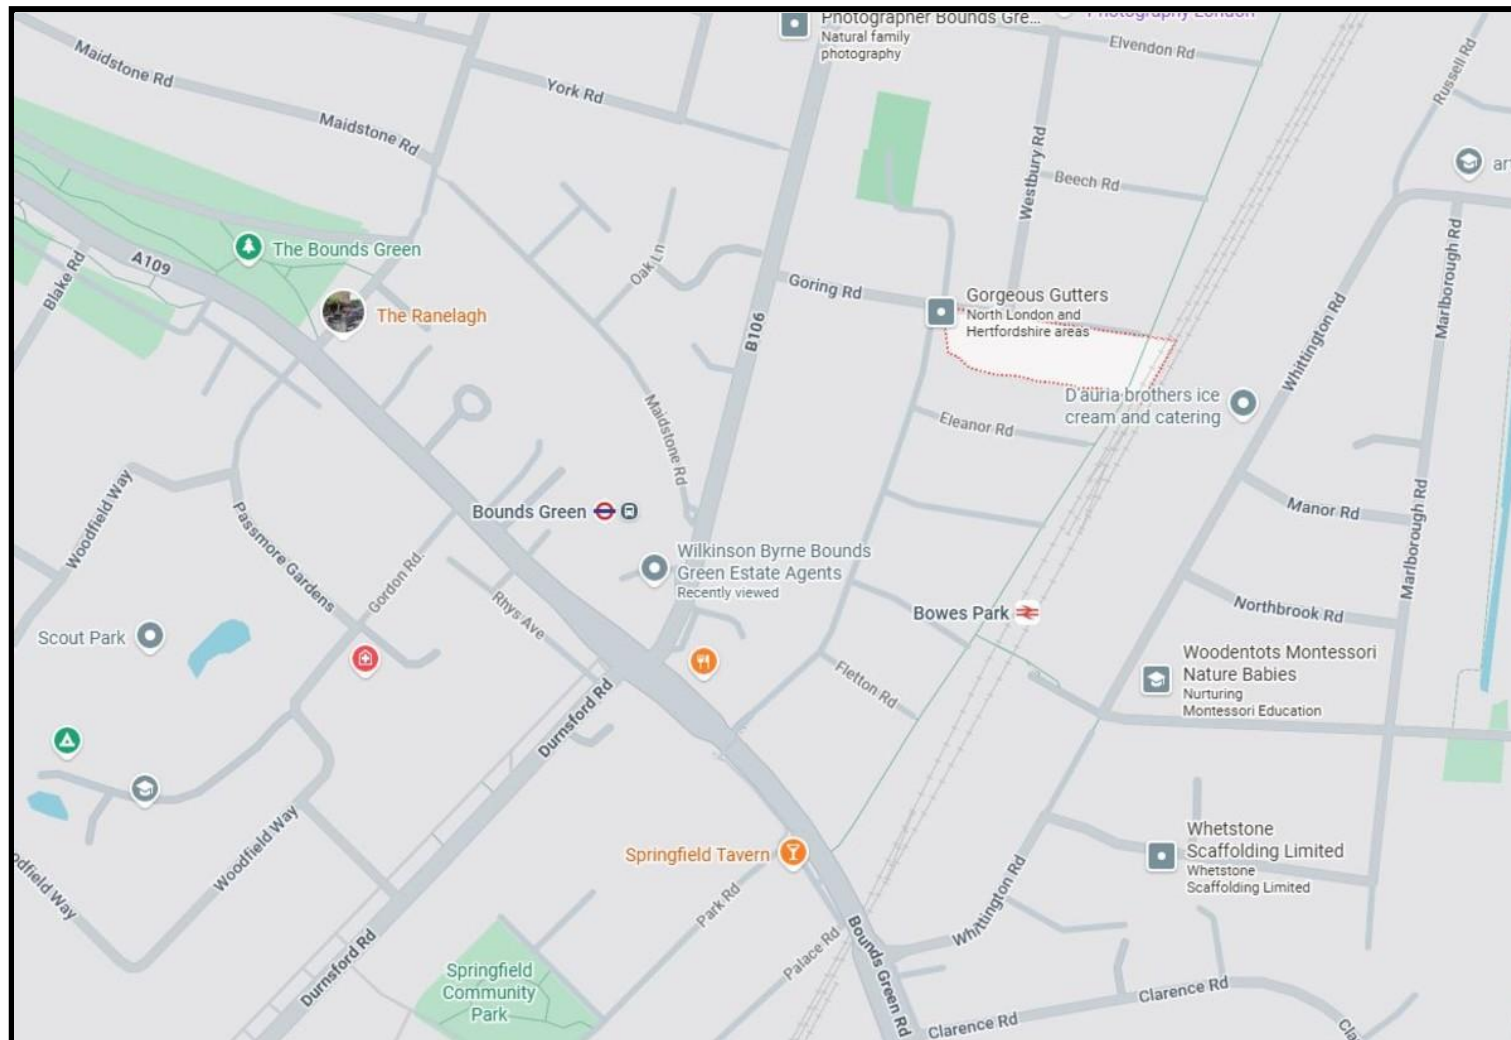 Photographer Bounds Gre...
Natural family
photography
Photography London
Elvendon Rd
Russell Rd
Maidstone Rd
York Rd
Maidstone Rd
Westbury Rd
Beech Rd
ar
The Bounds Green
A109
Blake Rd
Oak Ln
Goring Rd
Gorgeous Gutters
North London and
Hertfordshire areas
Marlborough Rd
The Ranelagh
B106
Whittington Rd
D'auria brothers ice
cream and catering
Eleanor Rd
Maidstone Rd
Woodfield Way
Passmore Gardens
Bounds Green
Manor Rd
Marlborough Rd
Wilkinson Byrne Bounds
Green Estate Agents
Recently viewed
Gordon Rd.
Rhys Ave
Bowes Park
Northbrook Rd
Scout Park
Woodentots Montessori
Nature Babies
Nurturing
Montessori Education
Fletton Rd
Durnsford Rd
Woodfield Way
Springfield Tavern
Whetstone
Scaffolding Limited
Whetstone
Scaffolding Limited
odfield Way
Park Rd
Whittington Rd
Durnsford Rd
Palace Rd
Bounds Green Rd
Springfield
Community
Park
Clarence Rd
Clarence Rd
Cla